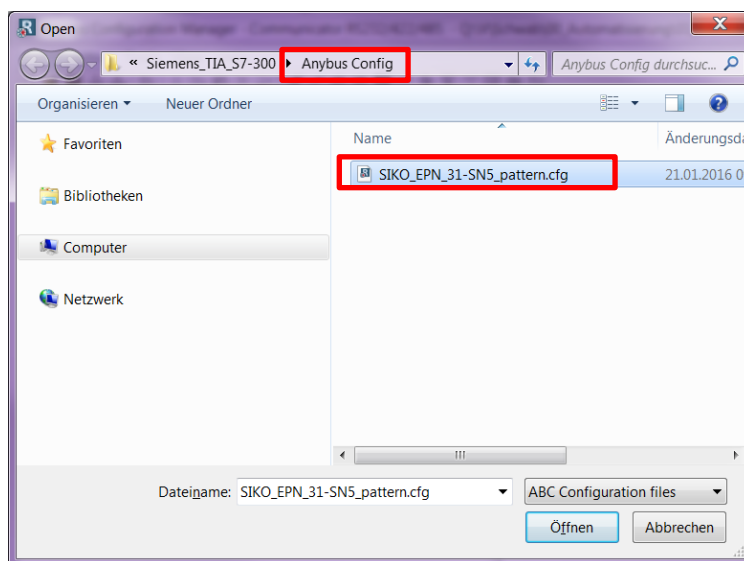 Open
« Siemens_TIA_S7-300 Anybus Config Anybus Config durchsuc...
Organisieren Neuer Ordner
Name Änderungsda
Favoriten
SIKO_EPN_31-SN5_pattern.cfg 21.01.2016 0
Bibliotheken
Computer
Netzwerk
Dateiname: SIKO_EPN_31-SN5_pattern.cfg ABC Configuration files
Öffnen Abbrechen